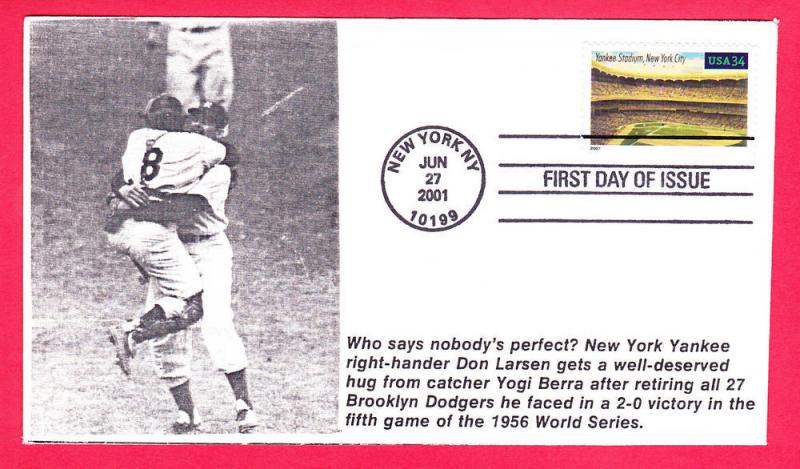 Yankee Stadium, New York City
USA 34
2001
NEW YORK NY
JUN
27
2001
10199
FIRST DAY OF ISSUE
8
Who says nobody's perfect? New York Yankee
right-hander Don Larsen gets a well-deserved
hug from catcher Yogi Berra after retiring all 27
Brooklyn Dodgers he faced in a 2-0 victory in the
fifth game of the 1956 World Series.